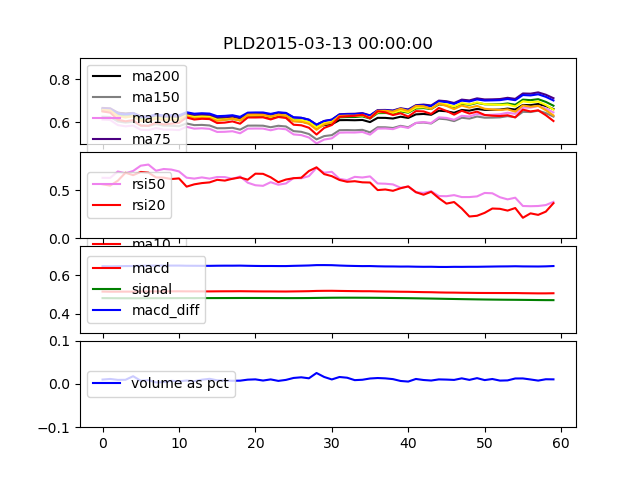 PLD2015-03-13 00:00:00
0.8
0.6
ma200
ma150
ma100
ma75
0.5
0.0
rsi50
rsi20
ma10
0.6
0.4
macd
signal
macd_diff
0.1
0.0
−0.1
volume as pct
0 10 20 30 40 50 60